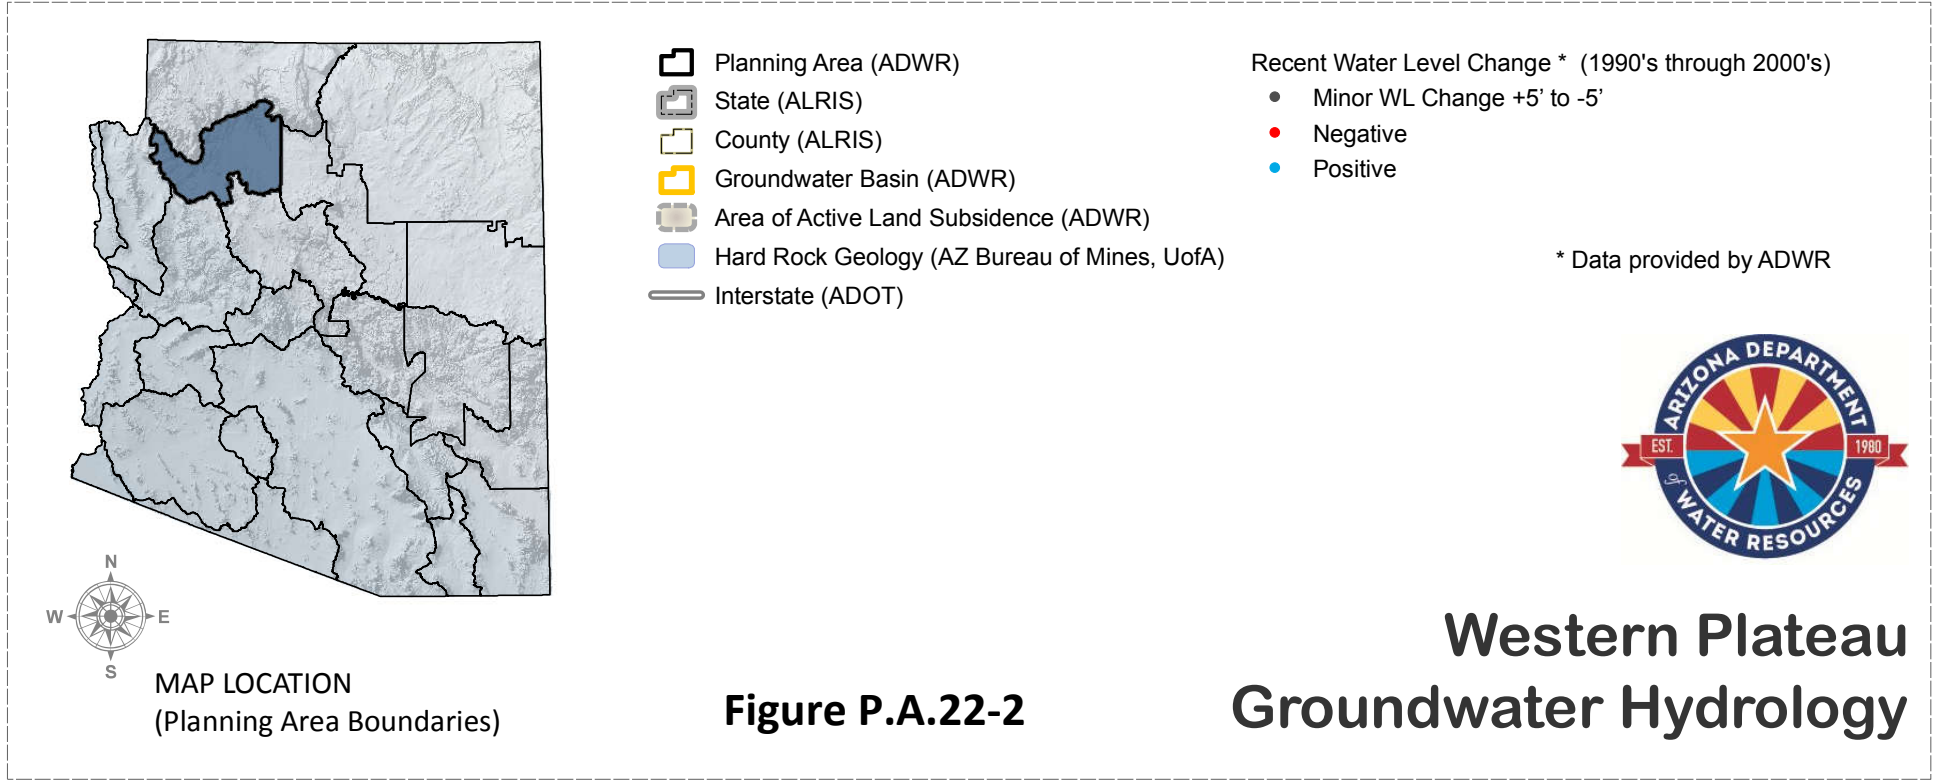 Planning Area (ADWR)
State (ALRIS)
County (ALRIS)
Groundwater Basin (ADWR)
Area of Active Land Subsidence (ADWR)
Hard Rock Geology (AZ Bureau of Mines, UofA)
Interstate (ADOT)
Recent Water Level Change * (1990's through 2000's)
Minor WL Change +5’ to -5’
Negative
Positive
* Data provided by ADWR
ARIZONA DEPARTMENT
EST. 1980
of WATER RESOURCES
N
W E
S
MAP LOCATION
(Planning Area Boundaries)
Figure P.A.22-2
Western Plateau
Groundwater Hydrology